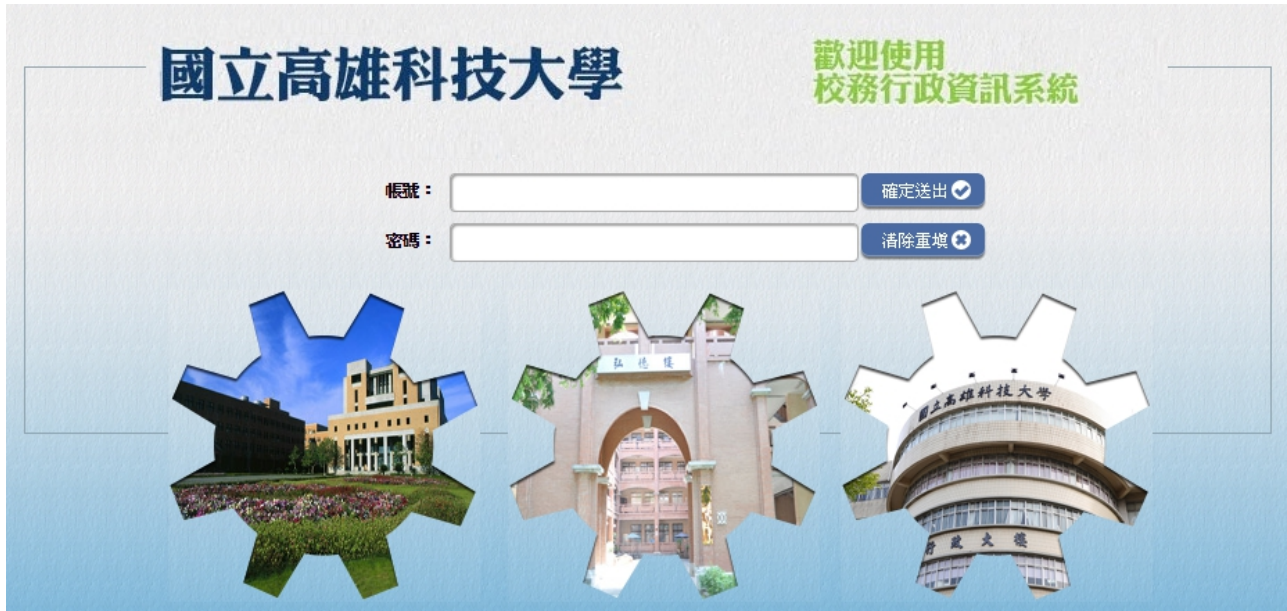 國立高雄科技大學
歡迎使用
校務行政資訊系統
帳號：
確定送出
密碼：
清除重填
弘德樓
國立高雄科技大學
行政大樓